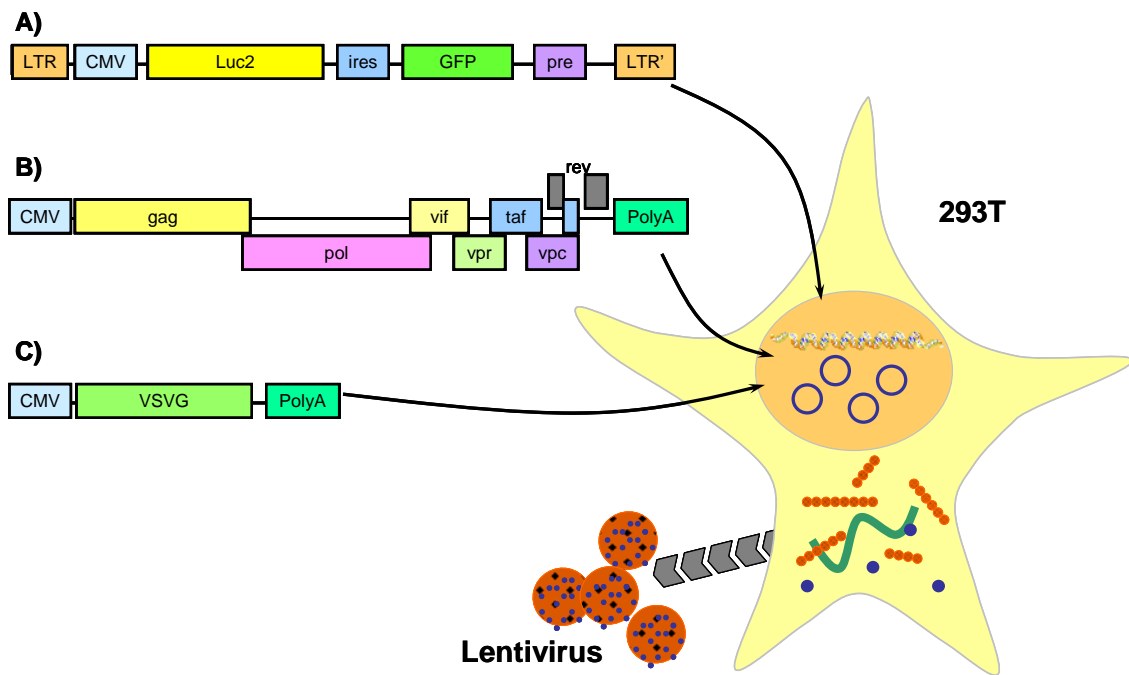 A)
LTR CMV Luc2 ires GFP pre LTR'
B)
rev
CMV gag vif taf PolyA
pol vpr vpc
293T
C)
CMV VSVG PolyA
Lentivirus